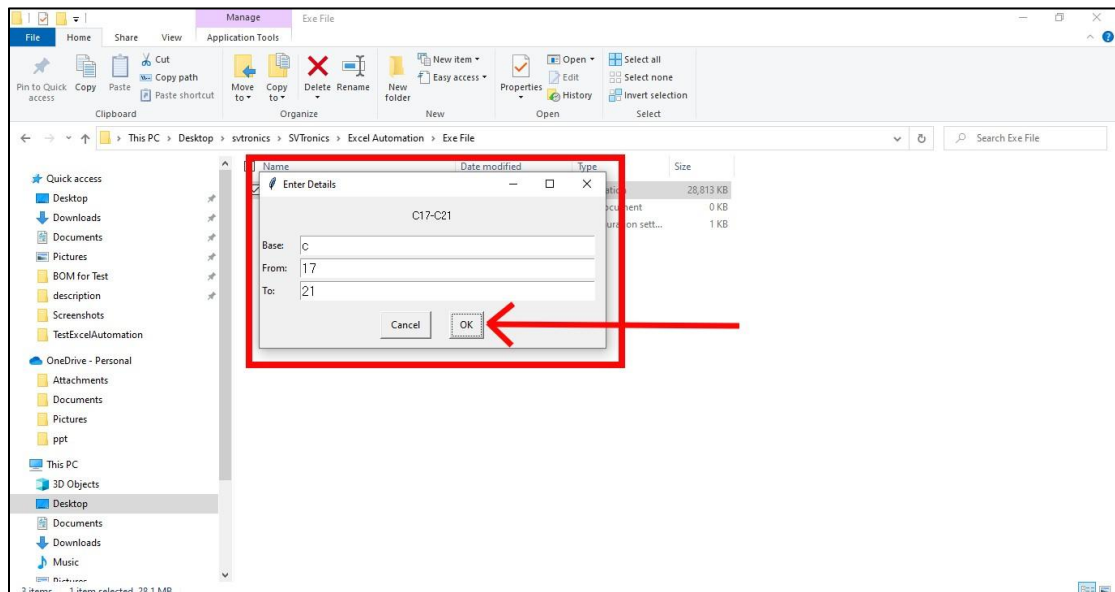 Manage
Exe File
File
Home
Share
View
Application Tools
Pin to Quick access
Copy
Paste
Cut
Copy path
Paste shortcut
Clipboard
Move to
Copy to
Delete
Rename
Organize
New folder
New item
Easy access
New
Properties
Open
Edit
History
Open
Select all
Select none
Invert selection
Select
This PC > Desktop > svtronics > SVTronics > Excel Automation > Exe File
Search Exe File
Name
Date modified
Type
Size
28,813 KB
0 KB
1 KB
Enter Details
C17-C21
Base:
c
From:
17
To:
21
Cancel
OK
Quick access
Desktop
Downloads
Documents
Pictures
BOM for Test
description
Screenshots
TestExcelAutomation
OneDrive - Personal
Attachments
Documents
Pictures
ppt
This PC
3D Objects
Desktop
Documents
Downloads
Music
Pictures
3 items
1 item selected 28.1 MB